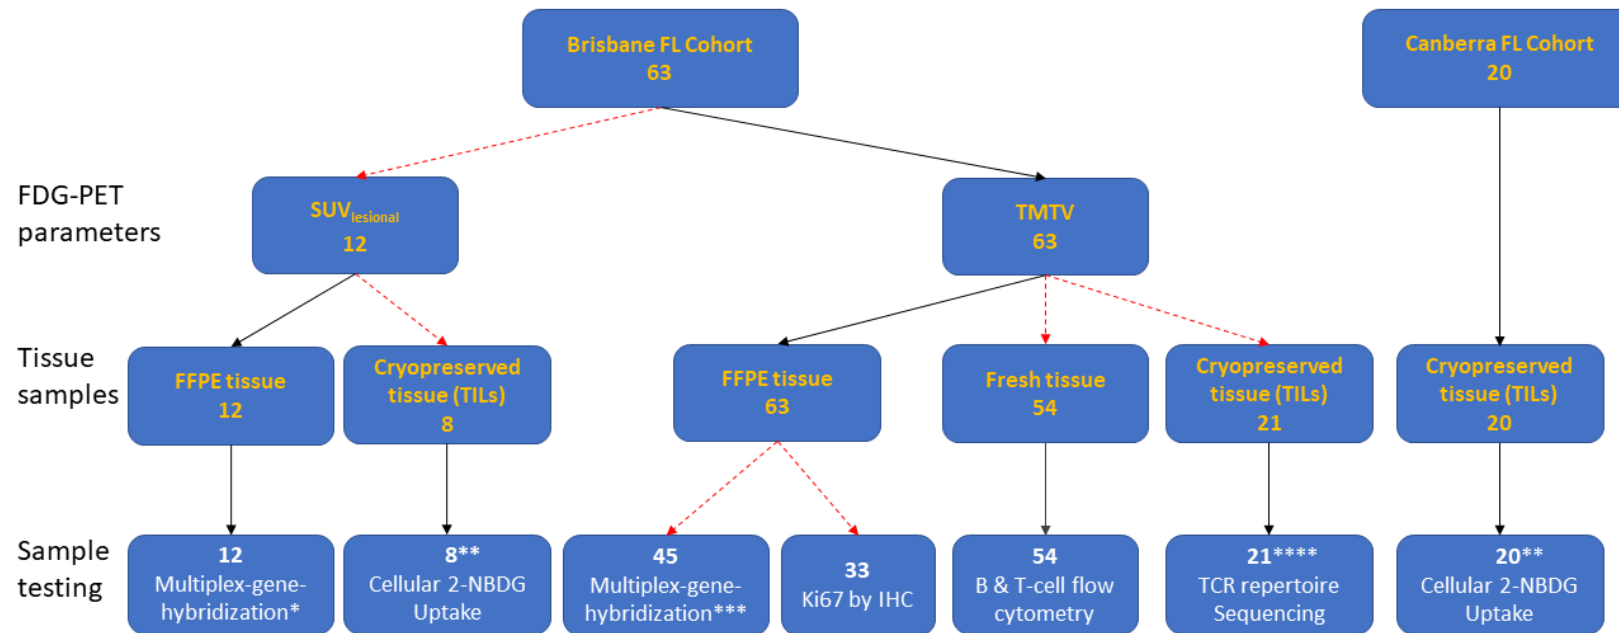 Brisbane FL Cohort
63
Canberra FL Cohort
20
FDG-PET
parameters
SUVlesional
12
TMTV
63
Tissue
samples
FFPE tissue
12
Cryopreserved
tissue (TILs)
8
FFPE tissue
63
Fresh tissue
54
Cryopreserved
tissue (TILs)
21
Cryopreserved
tissue (TILs)
20
Sample
testing
12
Multiplex-gene-
hybridization*
8**
Cellular 2-NBDG
Uptake
45
Multiplex-gene-
hybridization***
33
Ki67 by IHC
54
B & T-cell flow
cytometry
21****
TCR repertoire
Sequencing
20**
Cellular 2-NBDG
Uptake